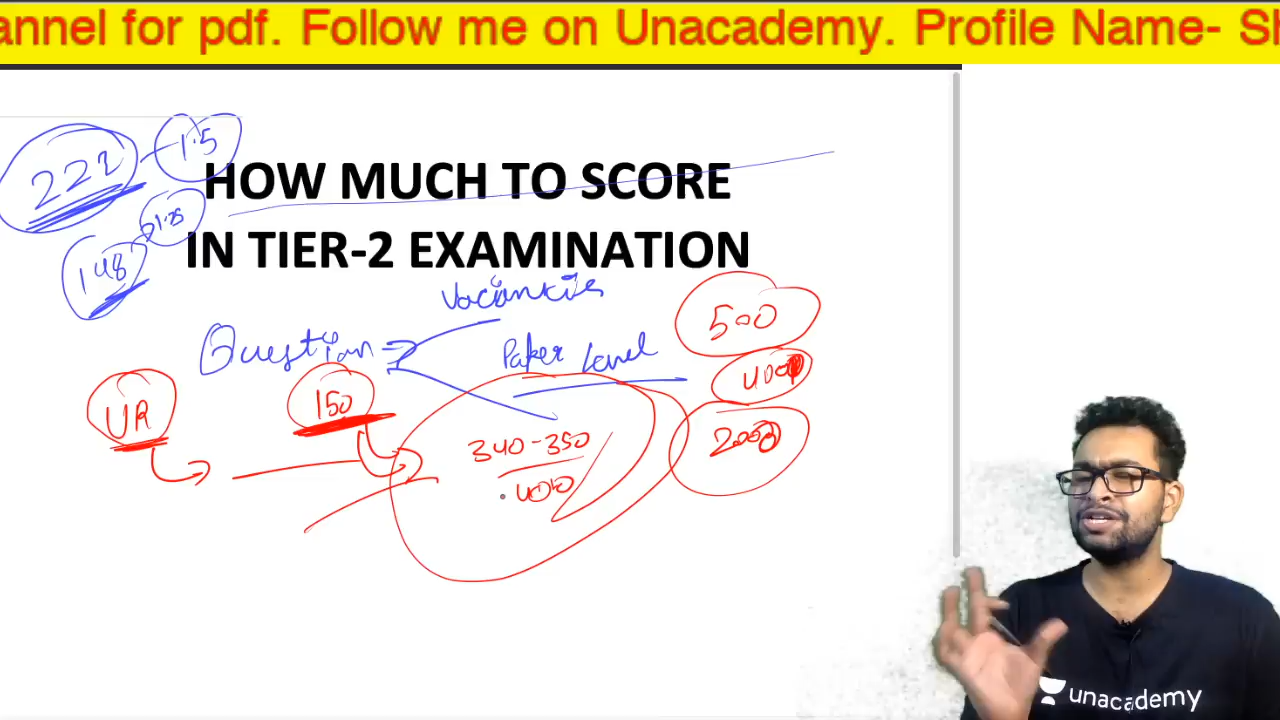 annel for pdf. Follow me on Unacademy. Profile Name- Sh
222
1.5
HOW MUCH TO SCORE
1.25
148
IN TIER-2 EXAMINATION
Vacancies
Question
Paper level
500
400
UR
150
340-350
400
2000
unacademy